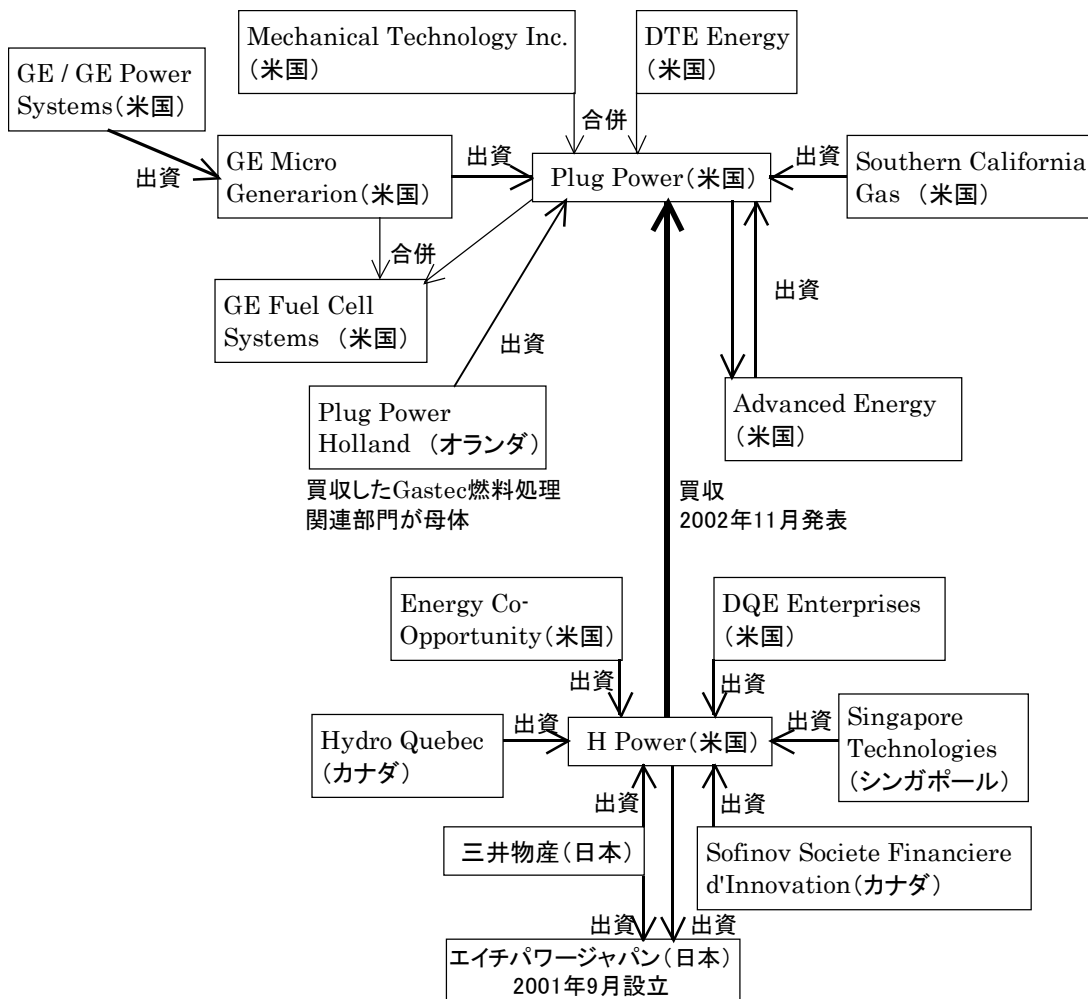 Mechanical Technology Inc.
(米国)
DTE Energy
(米国)
GE / GE Power
Systems(米国)
合併
出資
GE Micro
Generarion(米国)
出資
Plug Power(米国)
出資
Southern California
Gas (米国)
合併
出資
GE Fuel Cell
Systems (米国)
出資
Plug Power
Holland (オランダ)
Advanced Energy
(米国)
買収したGastec燃料処理
関連部門が母体
買収
2002年11月発表
Energy Co-
Opportunity(米国)
DQE Enterprises
(米国)
出資
出資
Hydro Quebec
(カナダ)
出資
H Power(米国)
出資
Singapore
Technologies
(シンガポール)
出資
出資
三井物産(日本)
Sofinov Societe Financiere
d'Innovation(カナダ)
出資
出資
エイチパワージャパン(日本)
2001年9月設立